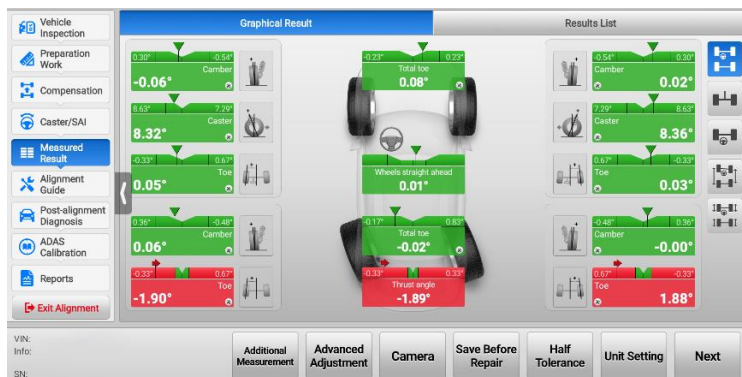 Vehicle
Inspection
Preparation
Work
Compensation
Caster/SAI
Measured
Result
Alignment
Guide
Post-alignment
Diagnosis
ADAS
Calibration
Reports
Exit Alignment
Graphical Result
Results List
0.30°
-0.54°
Camber
-0.06°
8.63°
7.29°
Caster
8.32°
-0.33°
0.67°
Toe
0.05°
0.36°
-0.48°
Camber
0.06°
-0.33°
0.67°
Toe
-1.90°
-0.23°
0.23°
Total toe
0.08°
Wheels straight ahead
0.01°
-0.17°
0.83°
Total toe
-0.02°
-0.33°
0.33°
Thrust angle
-1.89°
-0.54°
0.30°
Camber
0.02°
7.29°
8.63°
Caster
8.36°
0.67°
-0.33°
Toe
0.03°
-0.48°
0.36°
Camber
-0.00°
0.67°
-0.33°
Toe
1.88°
VIN:
Info:
SN:
Additional
Measurement
Advanced
Adjustment
Camera
Save Before
Repair
Half
Tolerance
Unit Setting
Next